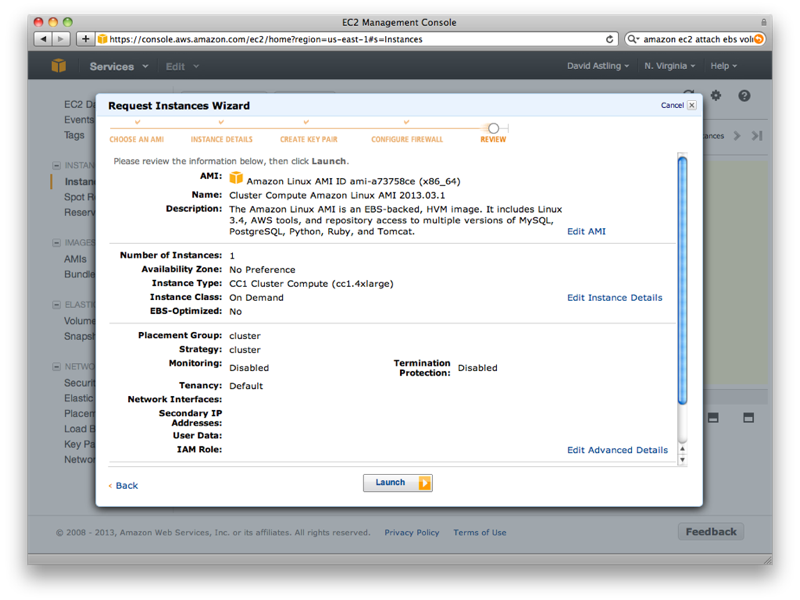 EC2 Management Console
https://console.aws.amazon.com/ec2/home?region=us-east-1#s=Instances
amazon ec2 attach ebs volu
Services
Edit
David Astling
N. Virginia
Help
EC2 Da
Events
Tags
INSTAN
Instan
Spot R
Reserv
IMAGES
AMIs
Bundle
ELASTIC
Volume
Snapsh
NETWO
Securit
Elastic
Placem
Load B
Key Pa
Networ
ances
Request Instances Wizard
Cancel
CHOOSE AN AMI
INSTANCE DETAILS
CREATE KEY PAIR
CONFIGURE FIREWALL
REVIEW
Please review the information below, then click Launch.
AMI: Amazon Linux AMI ID ami-a73758ce (x86_64)
Name: Cluster Compute Amazon Linux AMI 2013.03.1
Description: The Amazon Linux AMI is an EBS-backed, HVM image. It includes Linux
3.4, AWS tools, and repository access to multiple versions of MySQL,
PostgreSQL, Python, Ruby, and Tomcat.
Edit AMI
Number of Instances: 1
Availability Zone: No Preference
Instance Type: CC1 Cluster Compute (cc1.4xlarge)
Instance Class: On Demand
Edit Instance Details
EBS-Optimized: No
Placement Group: cluster
Strategy: cluster
Monitoring: Disabled
Termination
Protection: Disabled
Tenancy: Default
Network Interfaces:
Secondary IP
Addresses:
User Data:
IAM Role:
Edit Advanced Details
‹ Back
Launch
© 2008 - 2013, Amazon Web Services, Inc. or its affiliates. All rights reserved.
Privacy Policy
Terms of Use
Feedback